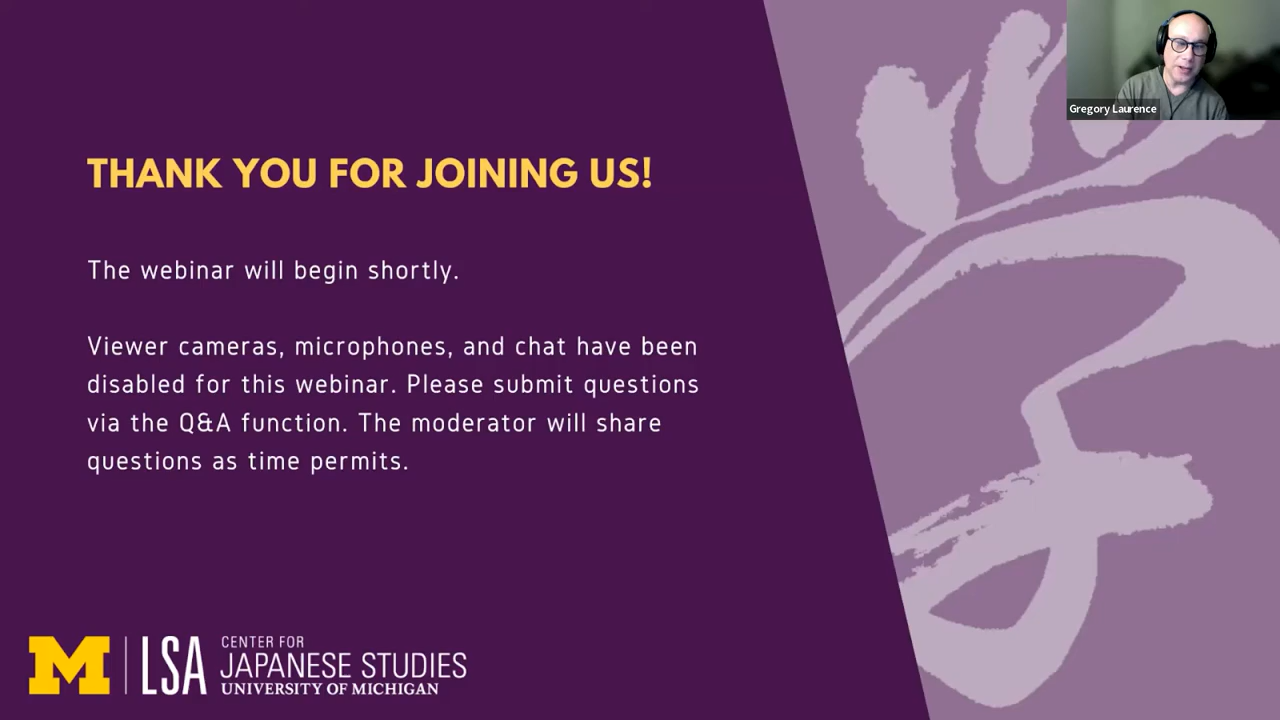 Gregory Laurence
THANK YOU FOR JOINING US!
The webinar will begin shortly.
Viewer cameras, microphones, and chat have been
disabled for this webinar. Please submit questions
via the Q&A function. The moderator will share
questions as time permits.
M LSA CENTER FOR
JAPANESE STUDIES
UNIVERSITY OF MICHIGAN
学